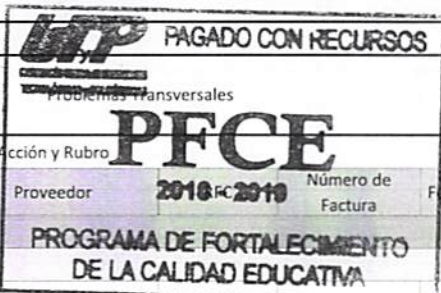 UTP PAGADO CON RECURSOS
Problemas Transversales
PFCE
cción y Rubro
Proveedor 2018 FC 2019 Número de Factura F
PROGRAMA DE FORTALECIMIENTO
DE LA CALIDAD EDUCATIVA